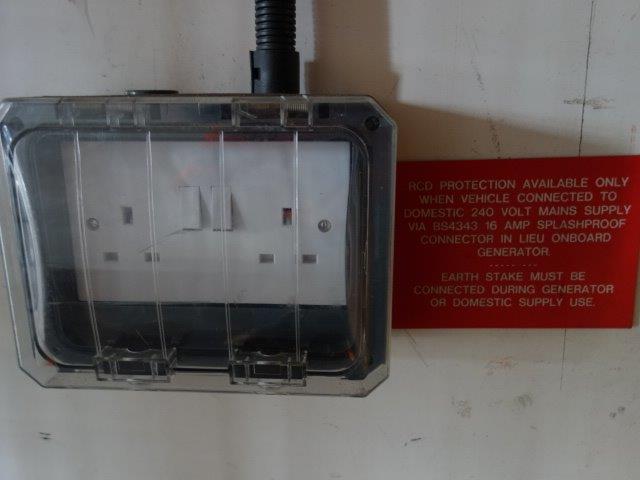 RCD PROTECTION AVAILABLE ONLY
WHEN VEHICLE CONNECTED TO
DOMESTIC 240 VOLT MAINS SUPPLY
VIA BS4343 16 AMP SPLASHPROOF
CONNECTOR IN LIEU ONBOARD
GENERATOR.
EARTH STAKE MUST BE
CONNECTED DURING GENERATOR
OR DOMESTIC SUPPLY USE.